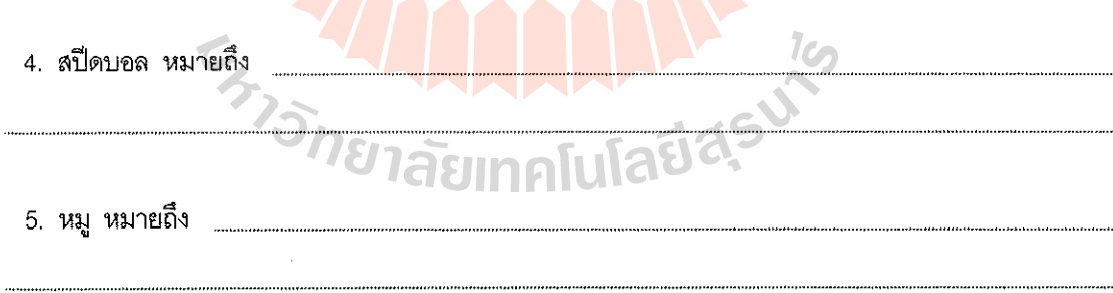 4. สปีดบอล หมายถึง
หาวิทยาลัยเทคโนโลยีสุรนาร
5. หมู หมายถึง